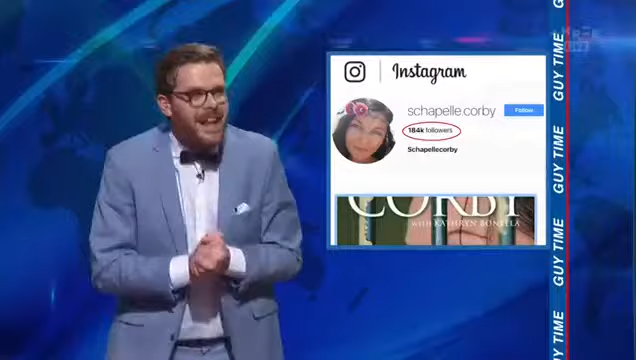 Instagram
schapelle.corby
Follow
184k followers
Schapellecorby
CORBY
WITH KATHRYN BONELLA
GUY TIME
GUY TIME
GUY TIME
GUY TIME